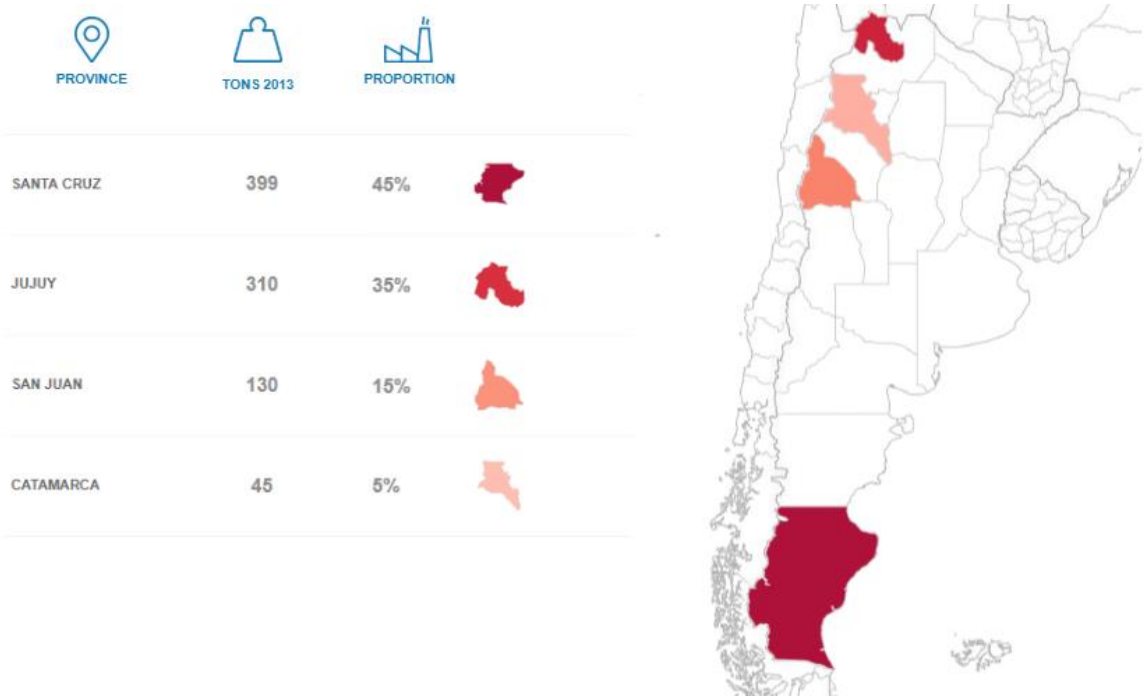 PROVINCE TONS 2013 PROPORTION
SANTA CRUZ 399 45%
JUJUY 310 35%
SAN JUAN 130 15%
CATAMARCA 45 5%